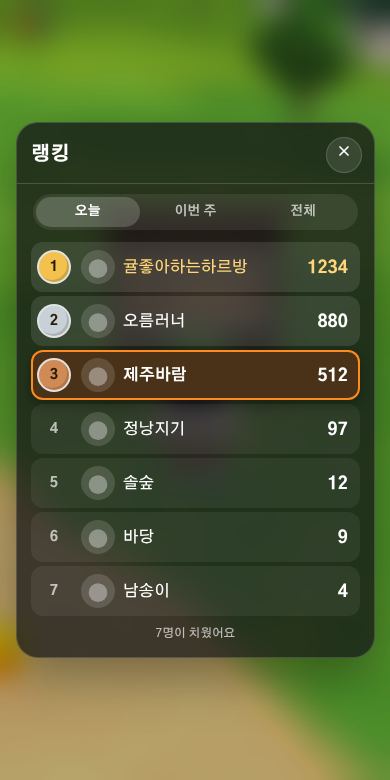 랭킹
×
오늘 이번 주 전체
1 귤좋아하는하르방 1234
2 오름러너 880
3 제주바람 512
4 정낭지기 97
5 솔숲 12
6 바당 9
7 남송이 4
7명이 치웠어요